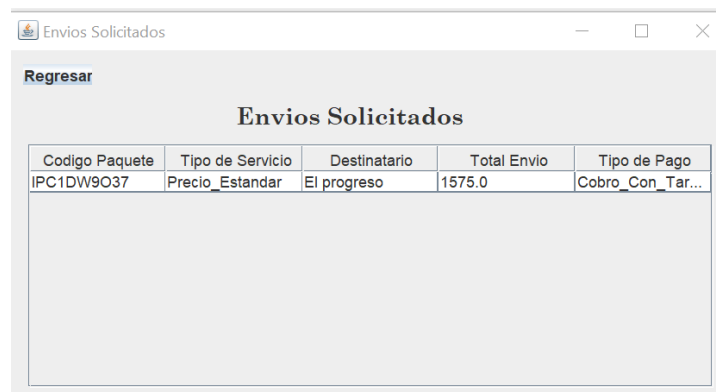 Envios Solicitados
Regresar
Envios Solicitados
Codigo Paquete Tipo de Servicio Destinatario Total Envio Tipo de Pago
IPC1DW9O37 Precio_Estandar El progreso 1575.0 Cobro_Con_Tar...